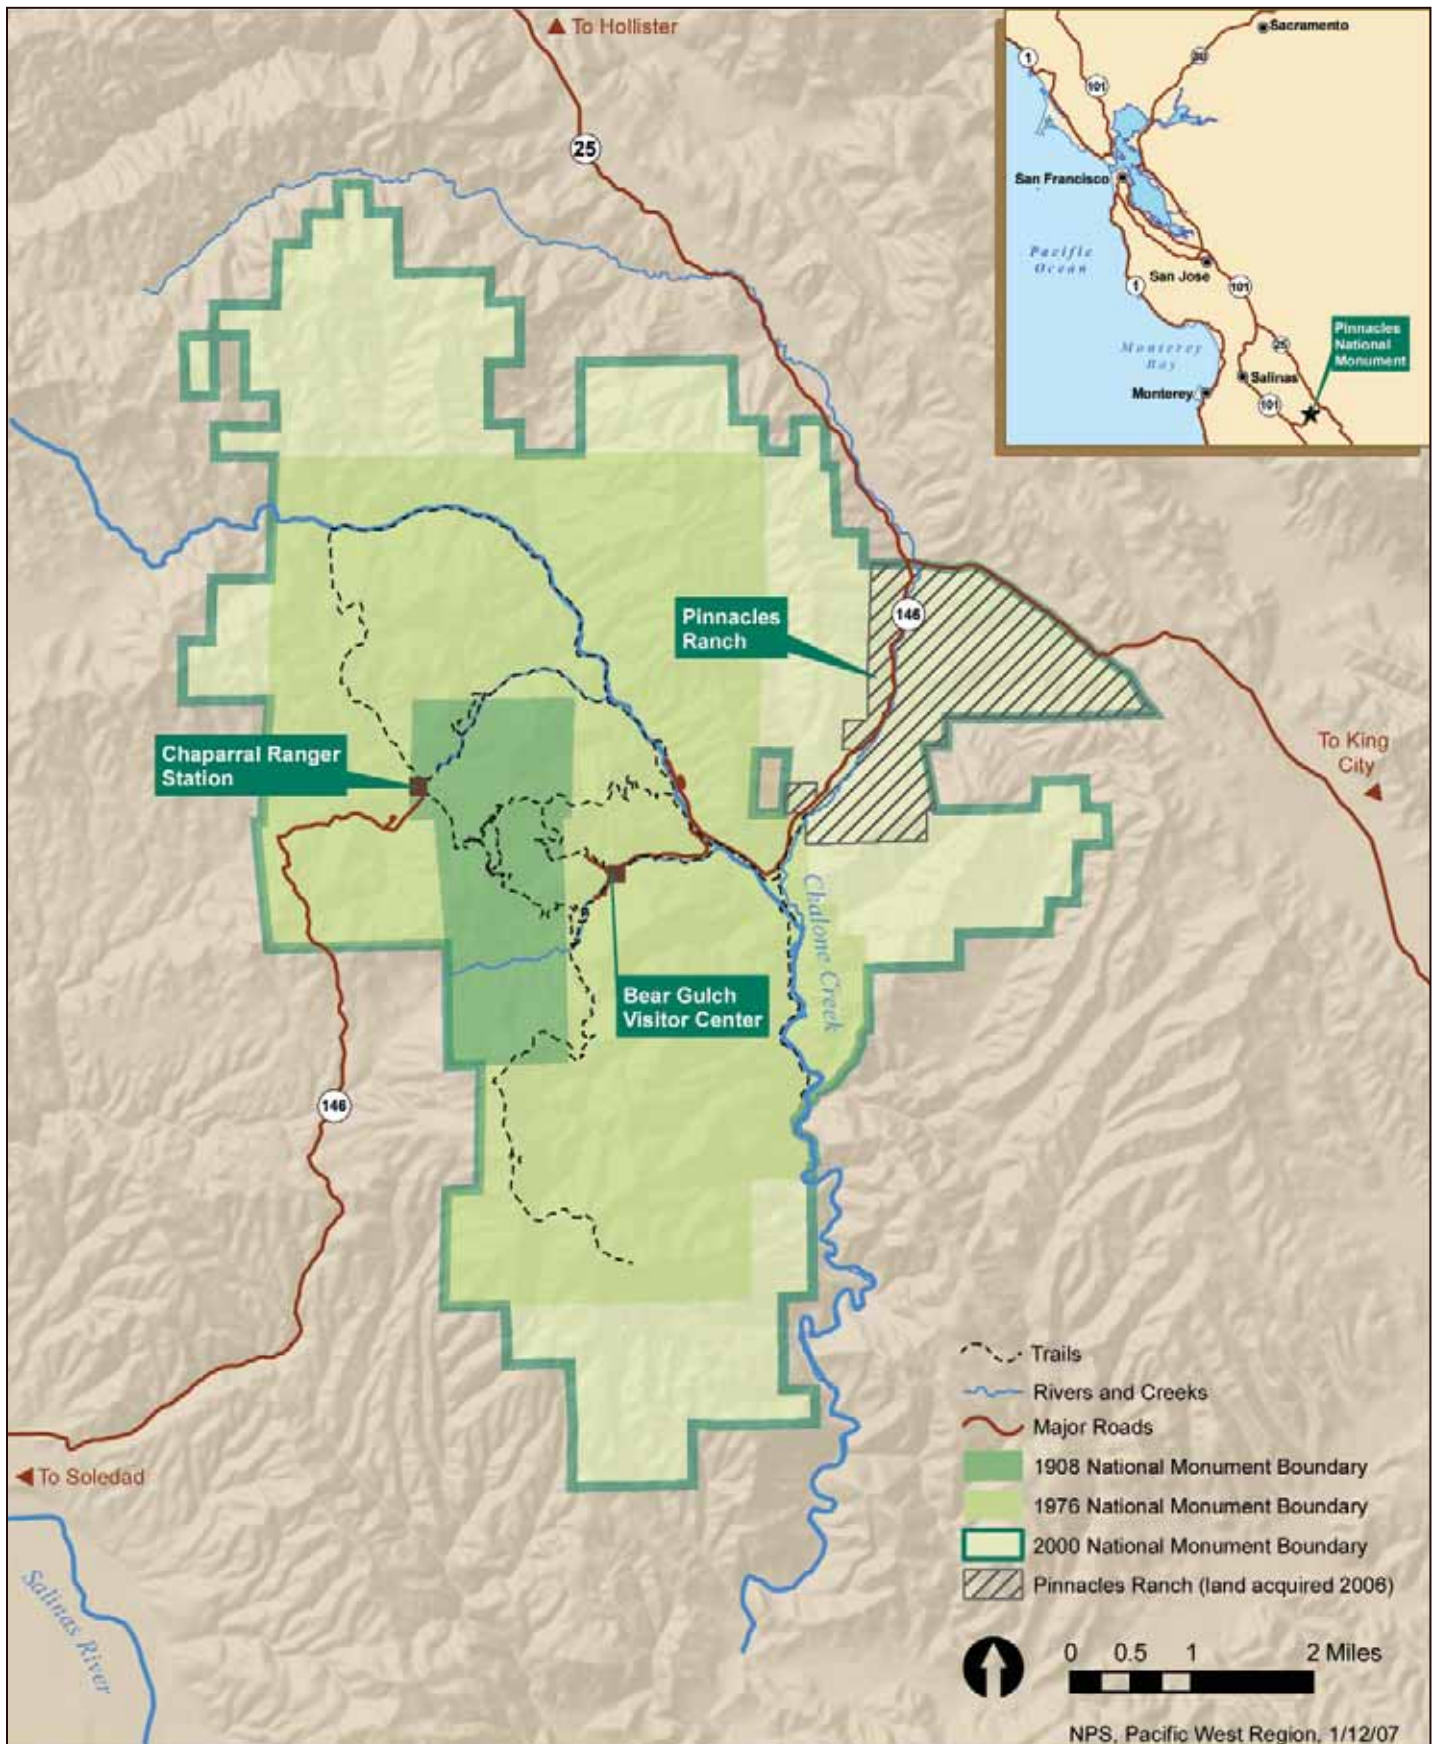 To Hollister
25
146
Pinnacles
Ranch
Chaparral Ranger
Station
To King
City
Chalone Creek
Bear Gulch
Visitor Center
146
To Soledad
Salinas River
Sacramento
1
80
101
San Francisco
Pacific
Ocean
San Jose
1
101
Monterey
Bay
25
Pinnacles
National
Monument
Salinas
Monterey
101
Trails
Rivers and Creeks
Major Roads
1908 National Monument Boundary
1976 National Monument Boundary
2000 National Monument Boundary
Pinnacles Ranch (land acquired 2006)
0 0.5 1 2 Miles
NPS, Pacific West Region, 1/12/07